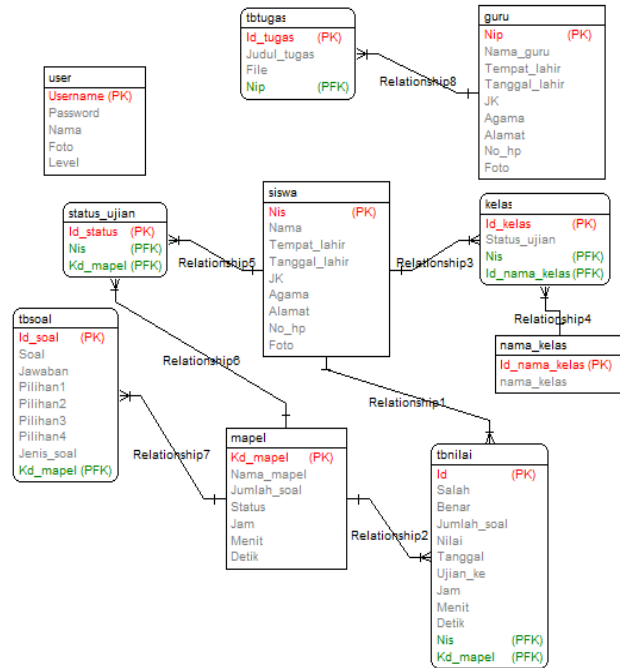 tbtugas
Id_tugas (PK)
Judul_tugas
File
Nip (PFK)
guru
Nip (PK)
Nama_guru
Tempat_lahir
Tanggal_lahir
JK
Agama
Alamat
No_hp
Foto
Relationship8
user
Username (PK)
Password
Nama
Foto
Level
siswa
Nis (PK)
Nama
Tempat_lahir
Tanggal_lahir
JK
Agama
Alamat
No_hp
Foto
status_ujian
Id_status (PK)
Nis (PFK)
Kd_mapel (PFK)
Relationship5
kelas
Id_kelas (PK)
Status_ujian
Nis (PFK)
Id_nama_kelas(PFK)
Relationship3
Relationship4
nama_kelas
Id_nama_kelas (PK)
nama_kelas
tbsoal
Id_soal (PK)
Soal
Jawaban
Pilihan1
Pilihan2
Pilihan3
Pilihan4
Jenis_soal
Kd_mapel (PFK)
Relationship6
Relationship1
Relationship7
mapel
Kd_mapel (PK)
Nama_mapel
Jumlah_soal
Status
Jam
Menit
Detik
Relationship2
tbnilai
Id (PK)
Salah
Benar
Jumlah_soal
Nilai
Tanggal
Ujian_ke
Jam
Menit
Detik
Nis (PFK)
Kd_mapel (PFK)